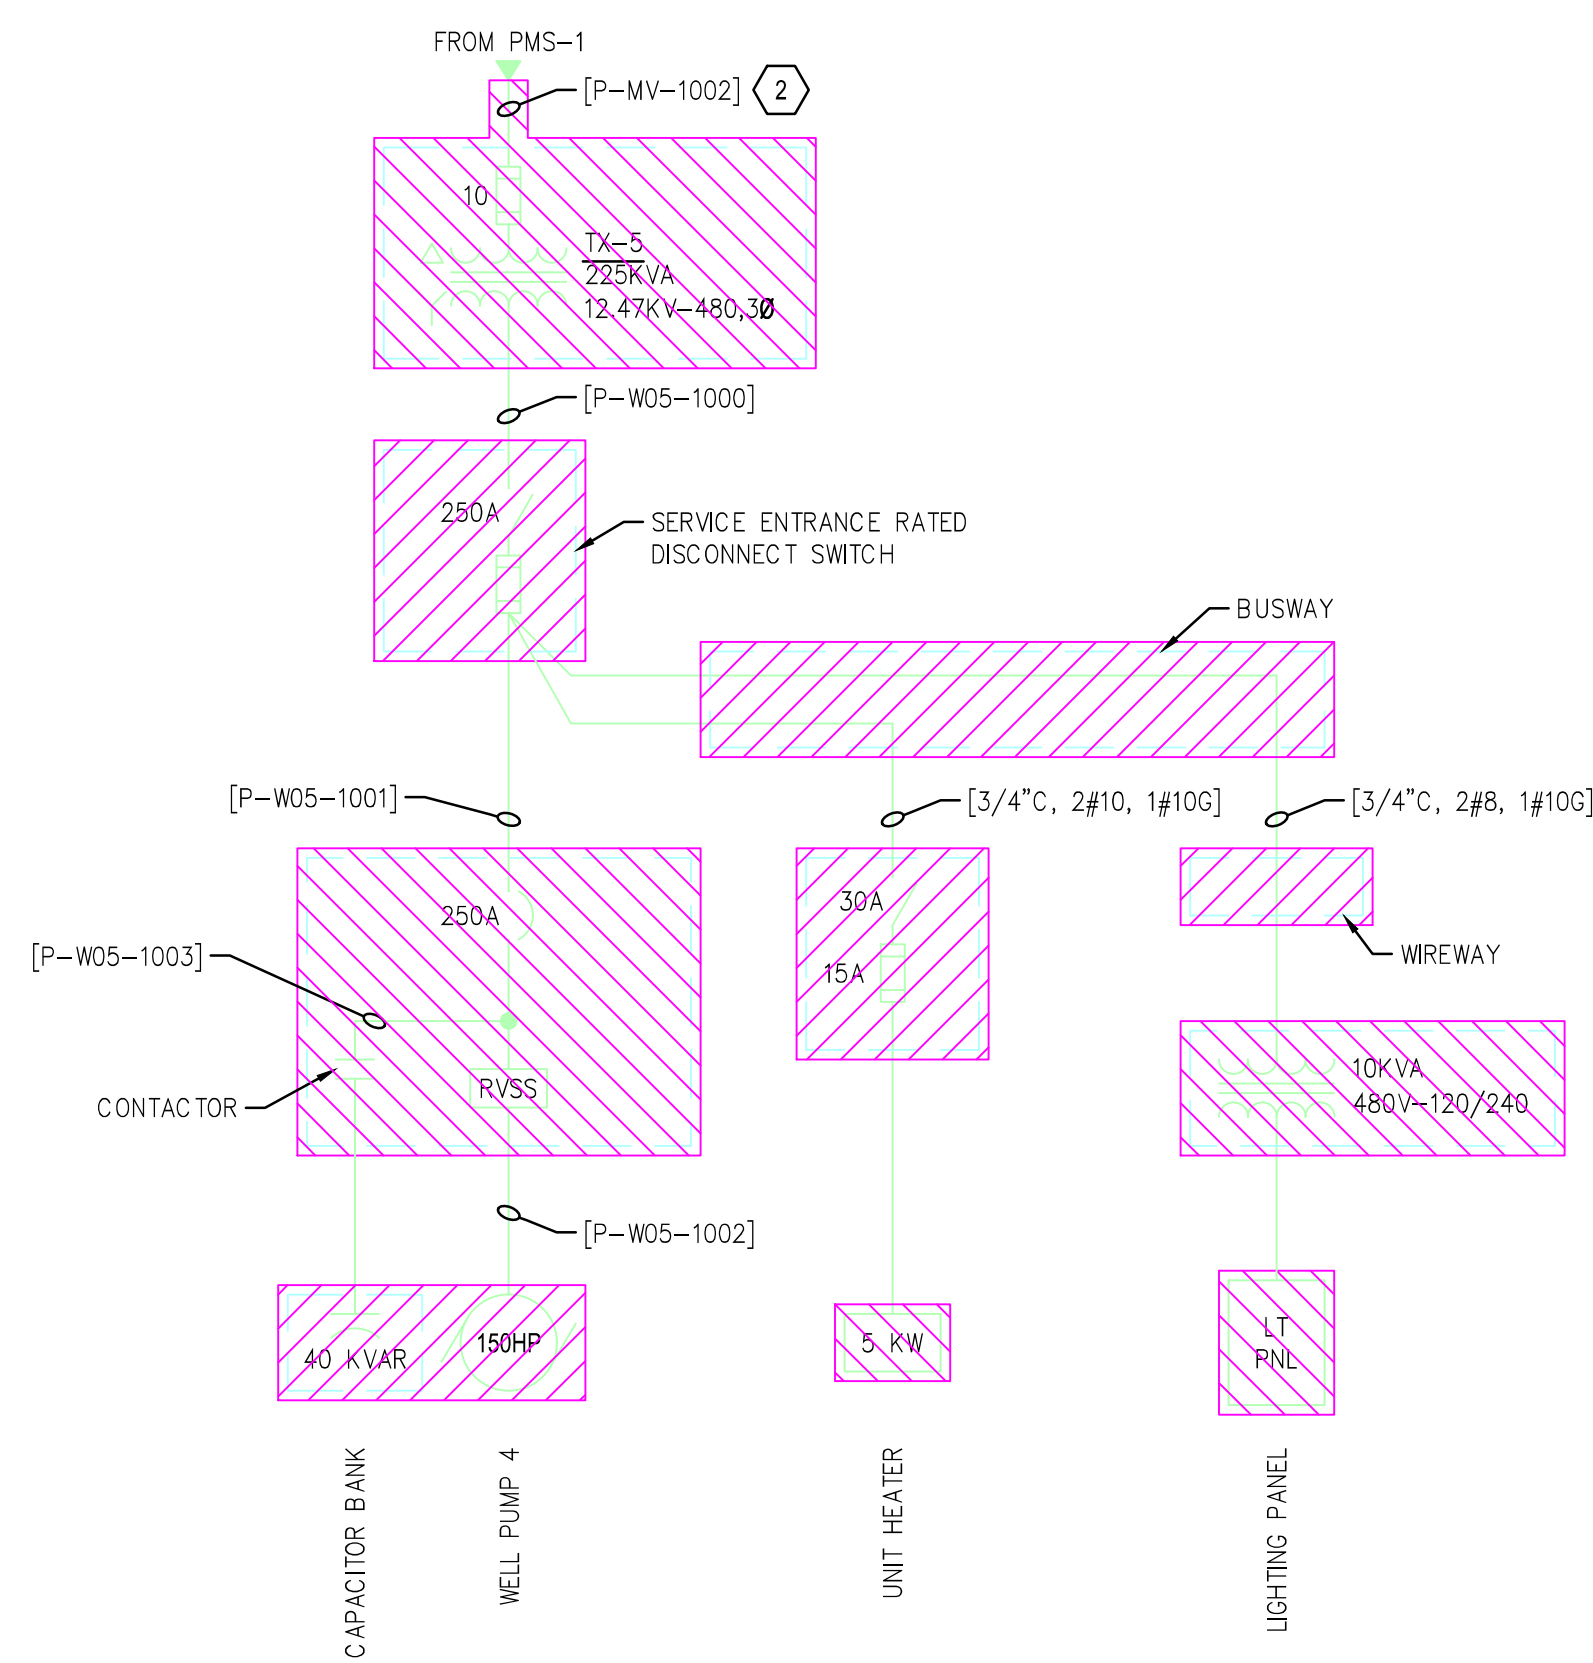 FROM PMS-1
[P-MV-1002]
2
10
TX-5
225KVA
12.47KV-480,3Ø
[P-W05-1000]
250A
SERVICE ENTRANCE RATED
DISCONNECT SWITCH
BUSWAY
[P-W05-1001]
[3/4"C, 2#10, 1#10G]
[3/4"C, 2#8, 1#10G]
250A
30A
[P-W05-1003]
15A
WIREWAY
CONTACTOR
RVSS
10KVA
480V-120/240
[P-W05-1002]
40 KVAR
150HP
5 KW
LT
PNL
CAPACITOR BANK
WELL PUMP 4
UNIT HEATER
LIGHTING PANEL